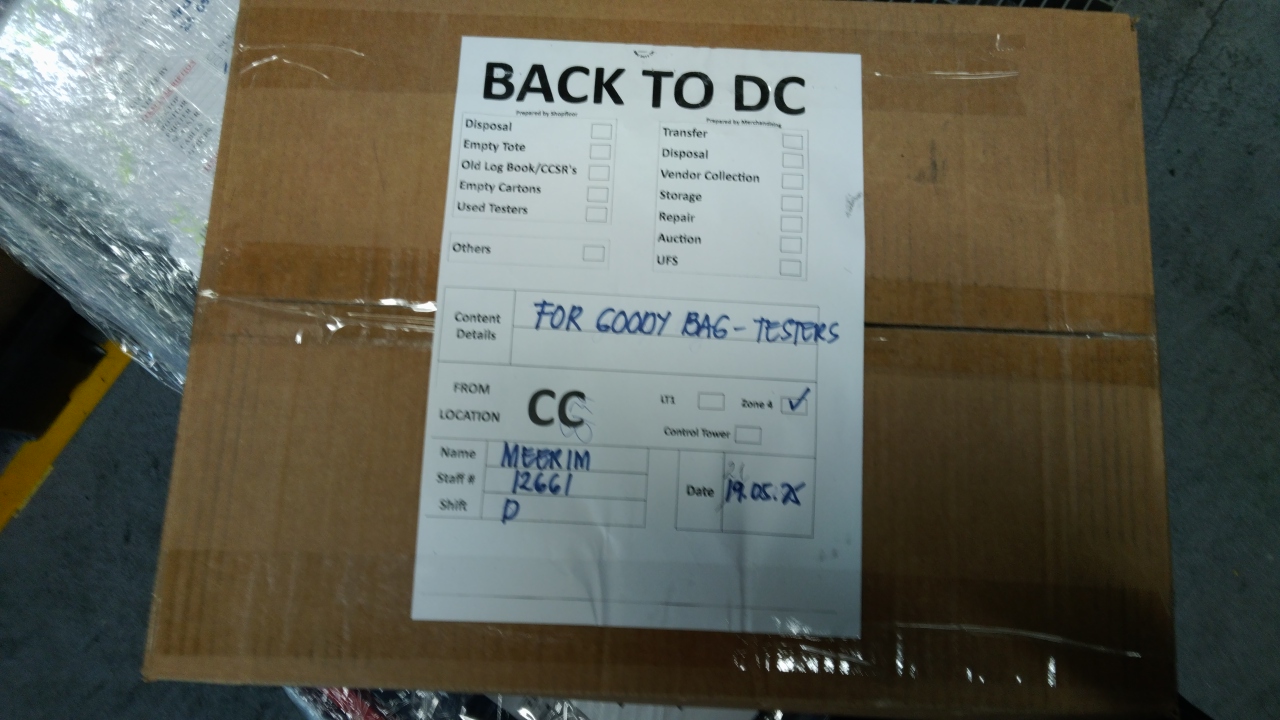 BACK TO DC
Prepared by Shopfloor
Disposal
Empty Tote
Old Log Book/CCSR's
Empty Cartons
Used Testers
Others
Prepared by Merchandising
Transfer
Disposal
Vendor Collection
Storage
Repair
Auction
UFS
Content Details
FOR GOODY BAG - TESTERS
FROM LOCATION
CC
LT1
Zone 4
Control Tower
Name MEERIM
Staff # 12661
Shift D
Date 19.05.25